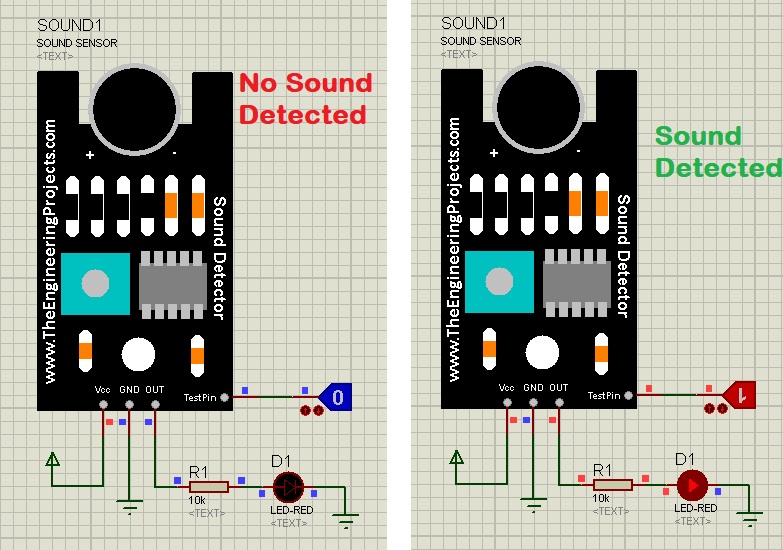 SOUND1
SOUND SENSOR
<TEXT>
No Sound
Detected
+ -
www.TheEngineeringProjects.com
Sound Detector
Vcc GND OUT
TestPin
0
R1
10k
<TEXT>
D1
LED-RED
<TEXT>
SOUND1
SOUND SENSOR
<TEXT>
Sound
Detected
+ -
www.TheEngineeringProjects.com
Sound Detector
Vcc GND OUT
TestPin
1
R1
10k
<TEXT>
D1
LED-RED
<TEXT>